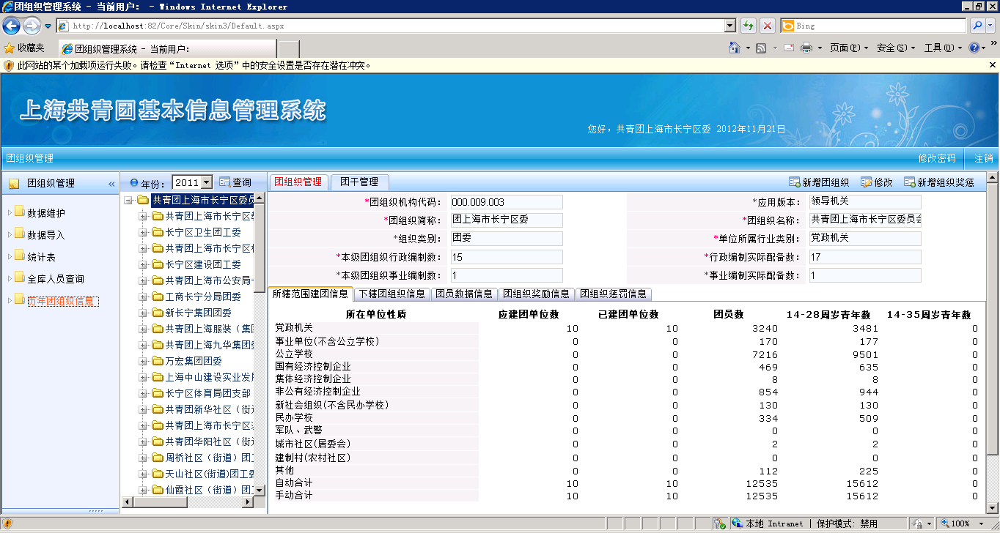 团组织管理系统 - 当前用户: - Windows Internet Explorer
http://localhost:82/Core/Skin/skin3/Default.aspx
Bing
收藏夹
团组织管理系统 - 当前用户:
页面(P) 安全(S) 工具(O)
此网站的某个加载项运行失败。请检查“Internet 选项”中的安全设置是否存在潜在冲突。
上海共青团基本信息管理系统
您好，共青团上海市长宁区委 2012年11月21日
团组织管理
修改密码 注销
团组织管理 «
数据维护
数据导入
统计表
全库人员查询
历年团组织信息
年份: 2011 查询
共青团上海市长宁区委员
共青团上海市长宁区
长宁区卫生团工委
共青团上海市长宁区
长宁区建设团工委
共青团上海市公安局
工商长宁分局团委
新长宁集团团委
共青团上海服装（集团
共青团上海九华集团
万宏集团团委
上海中山建设实业发
长宁区体育局团支部
共青团新华社区（街
共青团上海市长宁区
共青团华阳社区（街
周桥社区（街道）团
天山社区(街道)团工
仙霞社区（街道）团
团组织管理 团干管理 新增团组织 修改 新增组织奖惩
*团组织机构代码: 000.009.003 *应用版本: 领导机关
*团组织简称: 团上海市长宁区委 *团组织名称: 共青团上海市长宁区委员会
*组织类别: 团委 *单位所属行业类别: 党政机关
*本级团组织行政编制数: 15 *行政编制实际配备数: 17
*本级团组织事业编制数: 1 *事业编制实际配备数: 1
所辖范围建团信息 下辖团组织信息 团员数据信息 团组织奖励信息 团组织惩罚信息
所在单位性质 应建团单位数 已建团单位数 团员数 14-28周岁青年数 14-35周岁青年数
党政机关 10 10 3240 3481 0
事业单位(不含公立学校) 0 0 170 177 0
公立学校 0 0 7216 9501 0
国有经济控制企业 0 0 469 635 0
集体经济控制企业 0 0 8 8 0
非公有经济控制企业 0 0 854 944 0
新社会组织(不含民办学校) 0 0 130 130 0
民办学校 0 0 334 509 0
军队、武警 0 0 0 0 0
城市社区(居委会) 0 0 2 2 0
建制村(农村社区) 0 0 0 0 0
其他 0 0 112 225 0
自动合计 10 10 12535 15612 0
手动合计 10 10 12535 15612 0
本地 Intranet | 保护模式: 禁用 100%